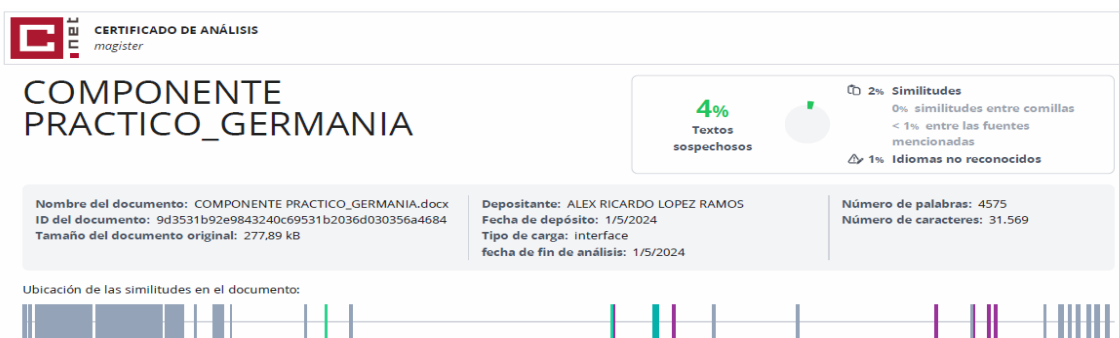 C
net
CERTIFICADO DE ANÁLISIS
magister
COMPONENTE
PRACTICO_GERMANIA
4%
Textos
sospechosos
2% Similitudes
0% similitudes entre comillas
< 1% entre las fuentes
mencionadas
1% Idiomas no reconocidos
Nombre del documento: COMPONENTE PRACTICO_GERMANIA.docx
ID del documento: 9d3531b92e9843240c69531b2036d030356a4684
Tamaño del documento original: 277,89 kB
Depositante: ALEX RICARDO LOPEZ RAMOS
Fecha de depósito: 1/5/2024
Tipo de carga: interface
fecha de fin de análisis: 1/5/2024
Número de palabras: 4575
Número de caracteres: 31.569
Ubicación de las similitudes en el documento: